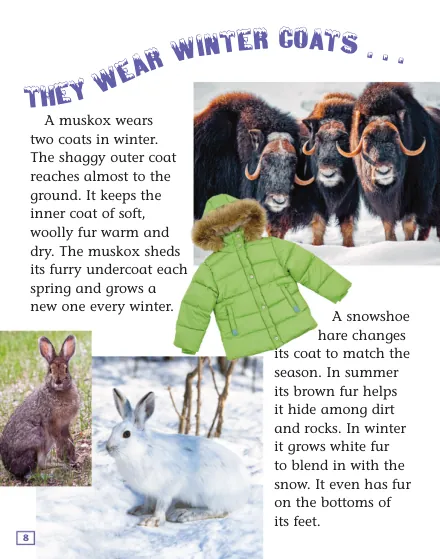 THEY WEAR WINTER COATS . . .
A muskox wears
two coats in winter.
The shaggy outer coat
reaches almost to the
ground. It keeps the
inner coat of soft,
woolly fur warm and
dry. The muskox sheds
its furry undercoat each
spring and grows a
new one every winter.
A snowshoe
hare changes
its coat to match the
season. In summer
its brown fur helps
it hide among dirt
and rocks. In winter
it grows white fur
to blend in with the
snow. It even has fur
on the bottoms of
its feet.
8